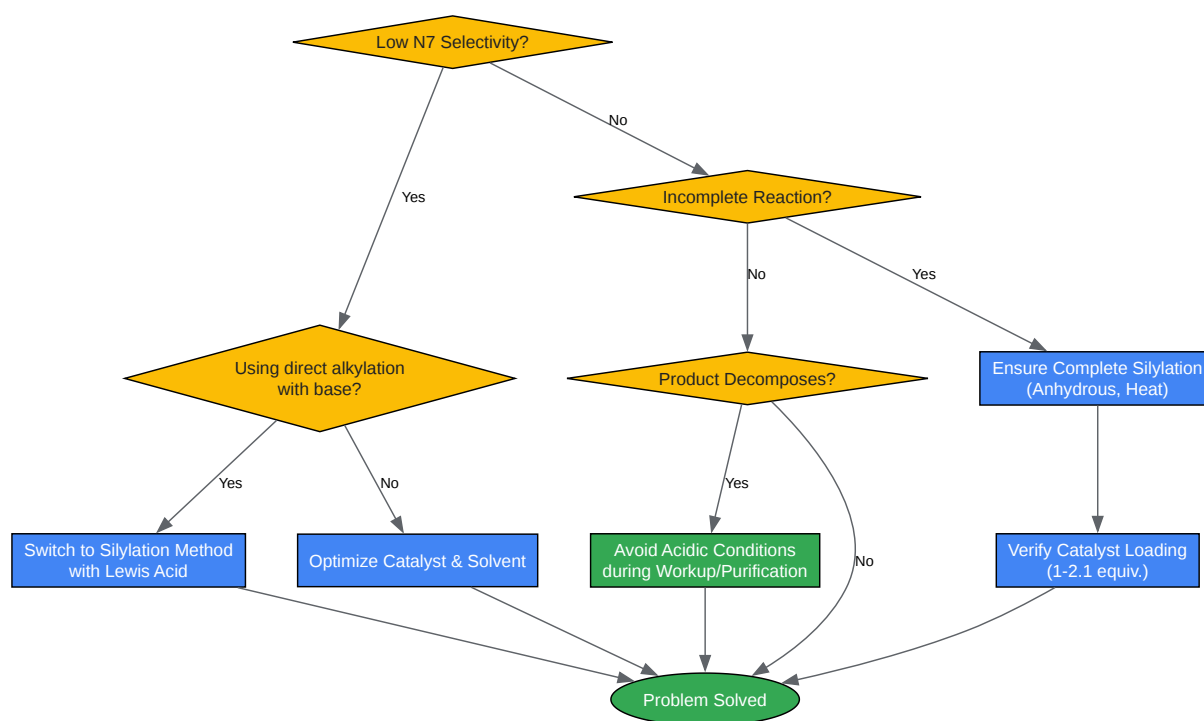 Low N7 Selectivity?
No
Yes
Incomplete Reaction?
No
Yes
Using direct alkylation
with base?
Product Decomposes?
Ensure Complete Silylation
(Anhydrous, Heat)
Yes
No
Yes
No
Switch to Silylation Method
with Lewis Acid
Optimize Catalyst & Solvent
Avoid Acidic Conditions
during Workup/Purification
Verify Catalyst Loading
(1-2.1 equiv.)
Problem Solved